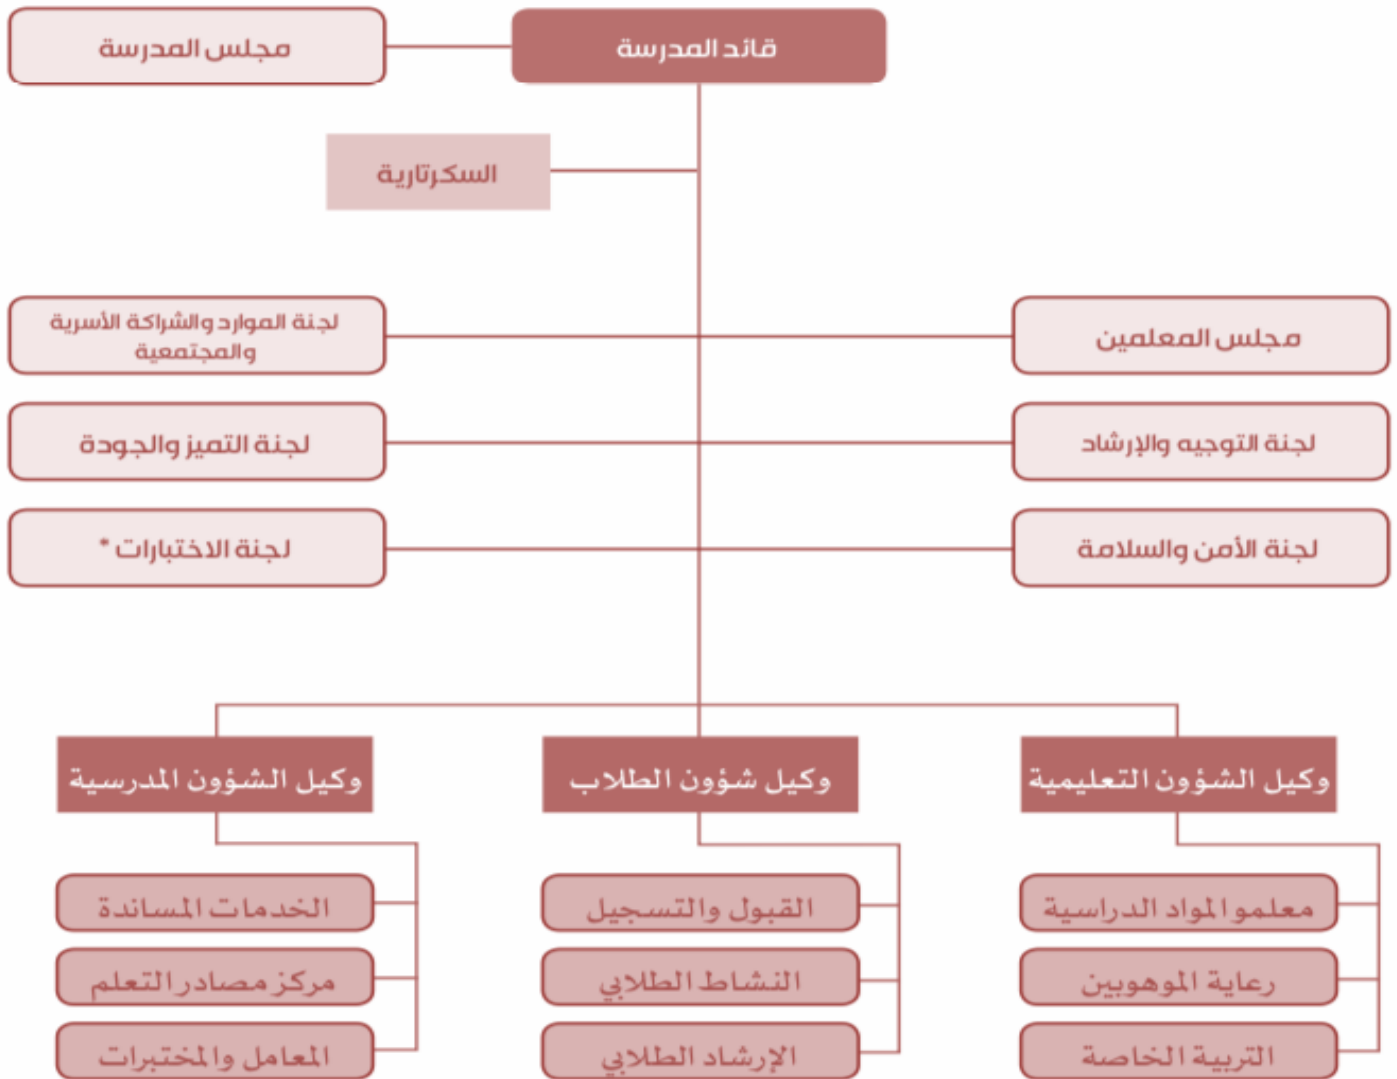 قائد المدرسة
مجلس المدرسة
السكرتارية
مجلس المعلمين
لجنة الموارد والشراكة الأسرية
والمجتمعية
لجنة التوجيه والإرشاد
لجنة التميز والجودة
لجنة الأمن والسلامة
لجنة الاختبارات *
وكيل الشؤون التعليمية
وكيل شؤون الطلاب
وكيل الشؤون المدرسية
معلمو المواد الدراسية
القبول والتسجيل
الخدمات المساندة
رعاية الموهوبين
النشاط الطلابي
مركز مصادر التعلم
التربية الخاصة
الإرشاد الطلابي
المعامل والمختبرات